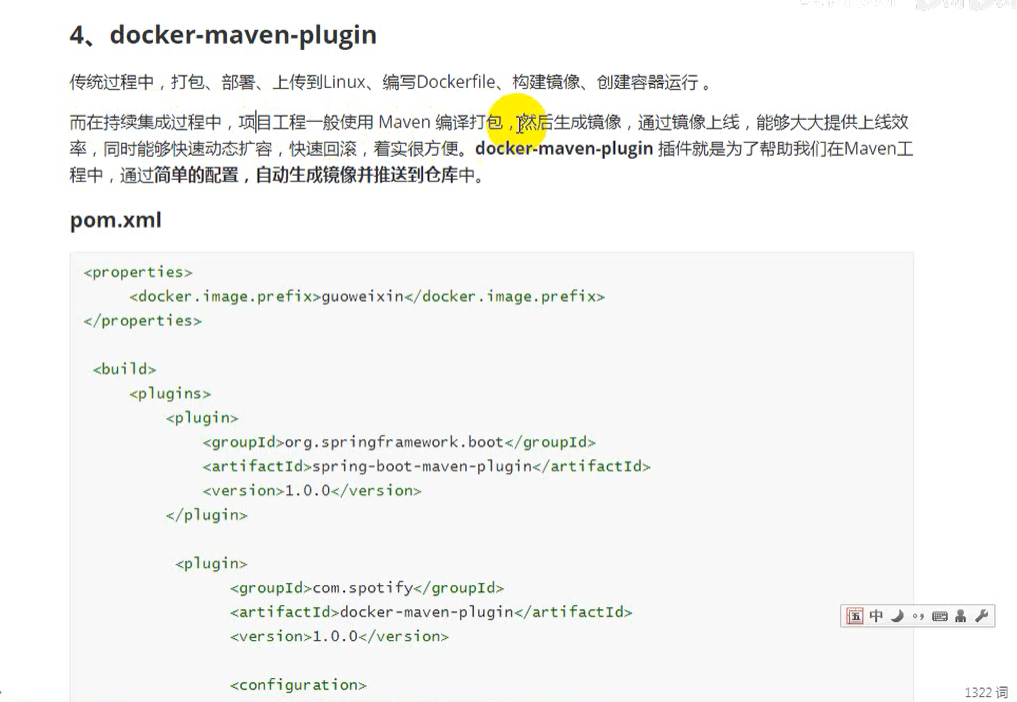 4、docker-maven-plugin
传统过程中，打包、部署、上传到Linux、编写Dockerfile、构建镜像、创建容器运行 。
而在持续集成过程中，项目工程一般使用 Maven 编译打包，然后生成镜像，通过镜像上线，能够大大提供上线效
率，同时能够快速动态扩容，快速回滚，着实很方便。docker-maven-plugin 插件就是为了帮助我们在Maven工
程中，通过简单的配置，自动生成镜像并推送到仓库中。
pom.xml
<properties>
<docker.image.prefix>guoweixin</docker.image.prefix>
</properties>
<build>
<plugins>
<plugin>
<groupId>org.springframework.boot</groupId>
<artifactId>spring-boot-maven-plugin</artifactId>
<version>1.0.0</version>
</plugin>
<plugin>
<groupId>com.spotify</groupId>
<artifactId>docker-maven-plugin</artifactId>
<version>1.0.0</version>
五 中
<configuration>
1322 词